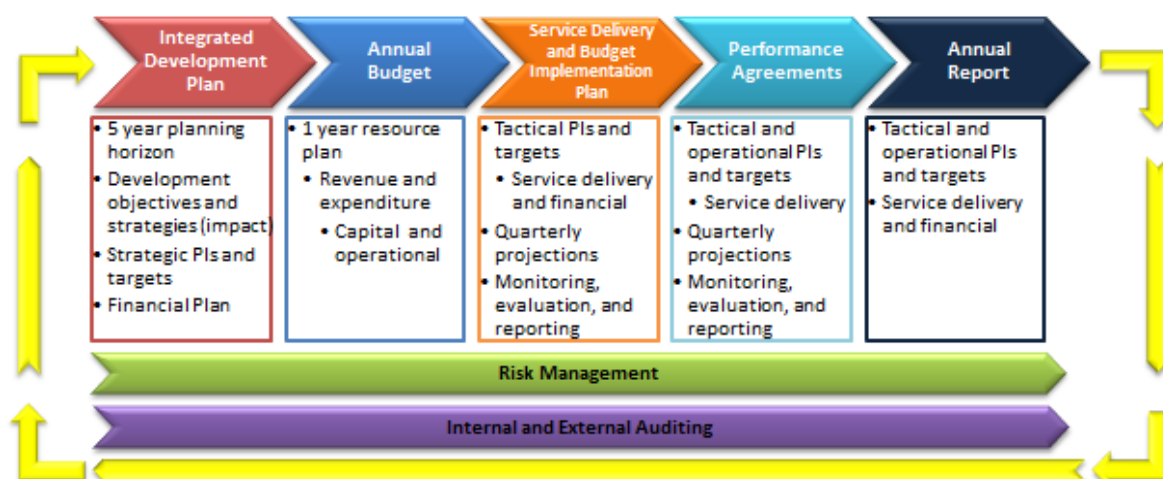 Integrated
Development
Plan
Annual
Budget
Service Delivery
and Budget
Implementation
Plan
Performance
Agreements
Annual
Report
• 5 year planning
horizon
• Development
objectives and
strategies (impact)
• Strategic PIs and
targets
• Financial Plan
• 1 year resource
plan
• Revenue and
expenditure
• Capital and
operational
• Tactical PIs and
targets
• Service delivery
and financial
• Quarterly
projections
• Monitoring,
evaluation, and
reporting
• Tactical and
operational PIs
and targets
• Service delivery
• Quarterly
projections
• Monitoring,
evaluation, and
reporting
• Tactical and
operational PIs
and targets
• Service delivery
and financial
Risk Management
Internal and External Auditing